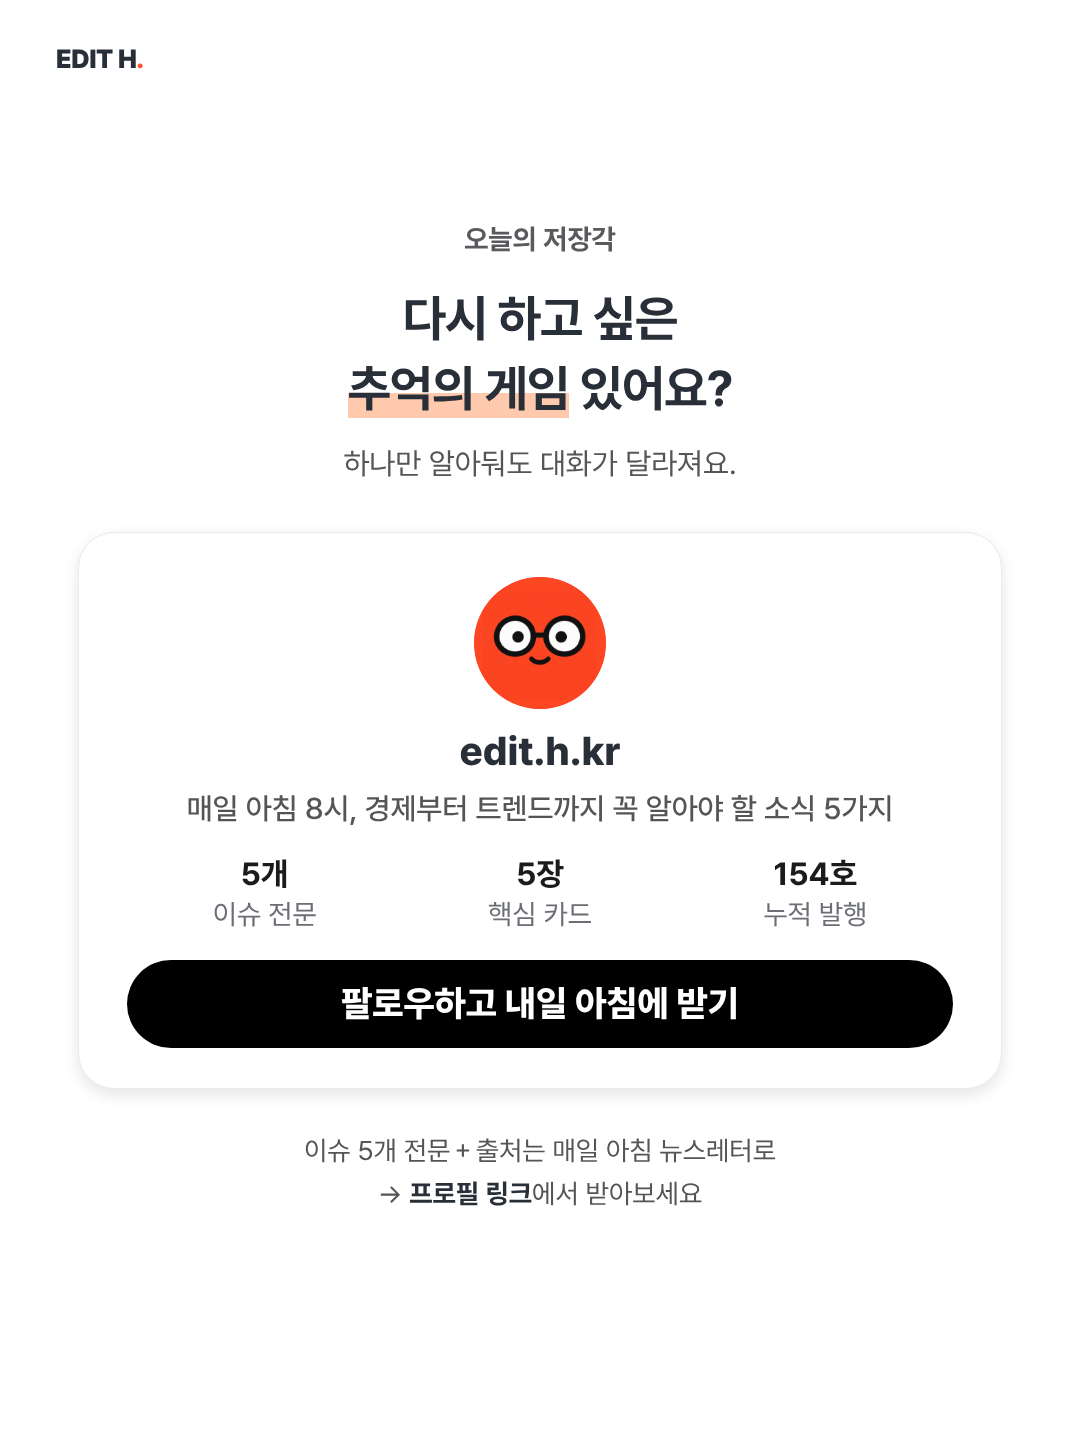 EDIT H.
오늘의 저장각
다시 하고 싶은
추억의 게임 있어요?
하나만 알아둬도 대화가 달라져요.
edit.h.kr
매일 아침 8시, 경제부터 트렌드까지 꼭 알아야 할 소식 5가지
5개 5장 154호
이슈 전문 핵심 카드 누적 발행
팔로우하고 내일 아침에 받기
이슈 5개 전문 + 출처는 매일 아침 뉴스레터로
→ 프로필 링크에서 받아보세요